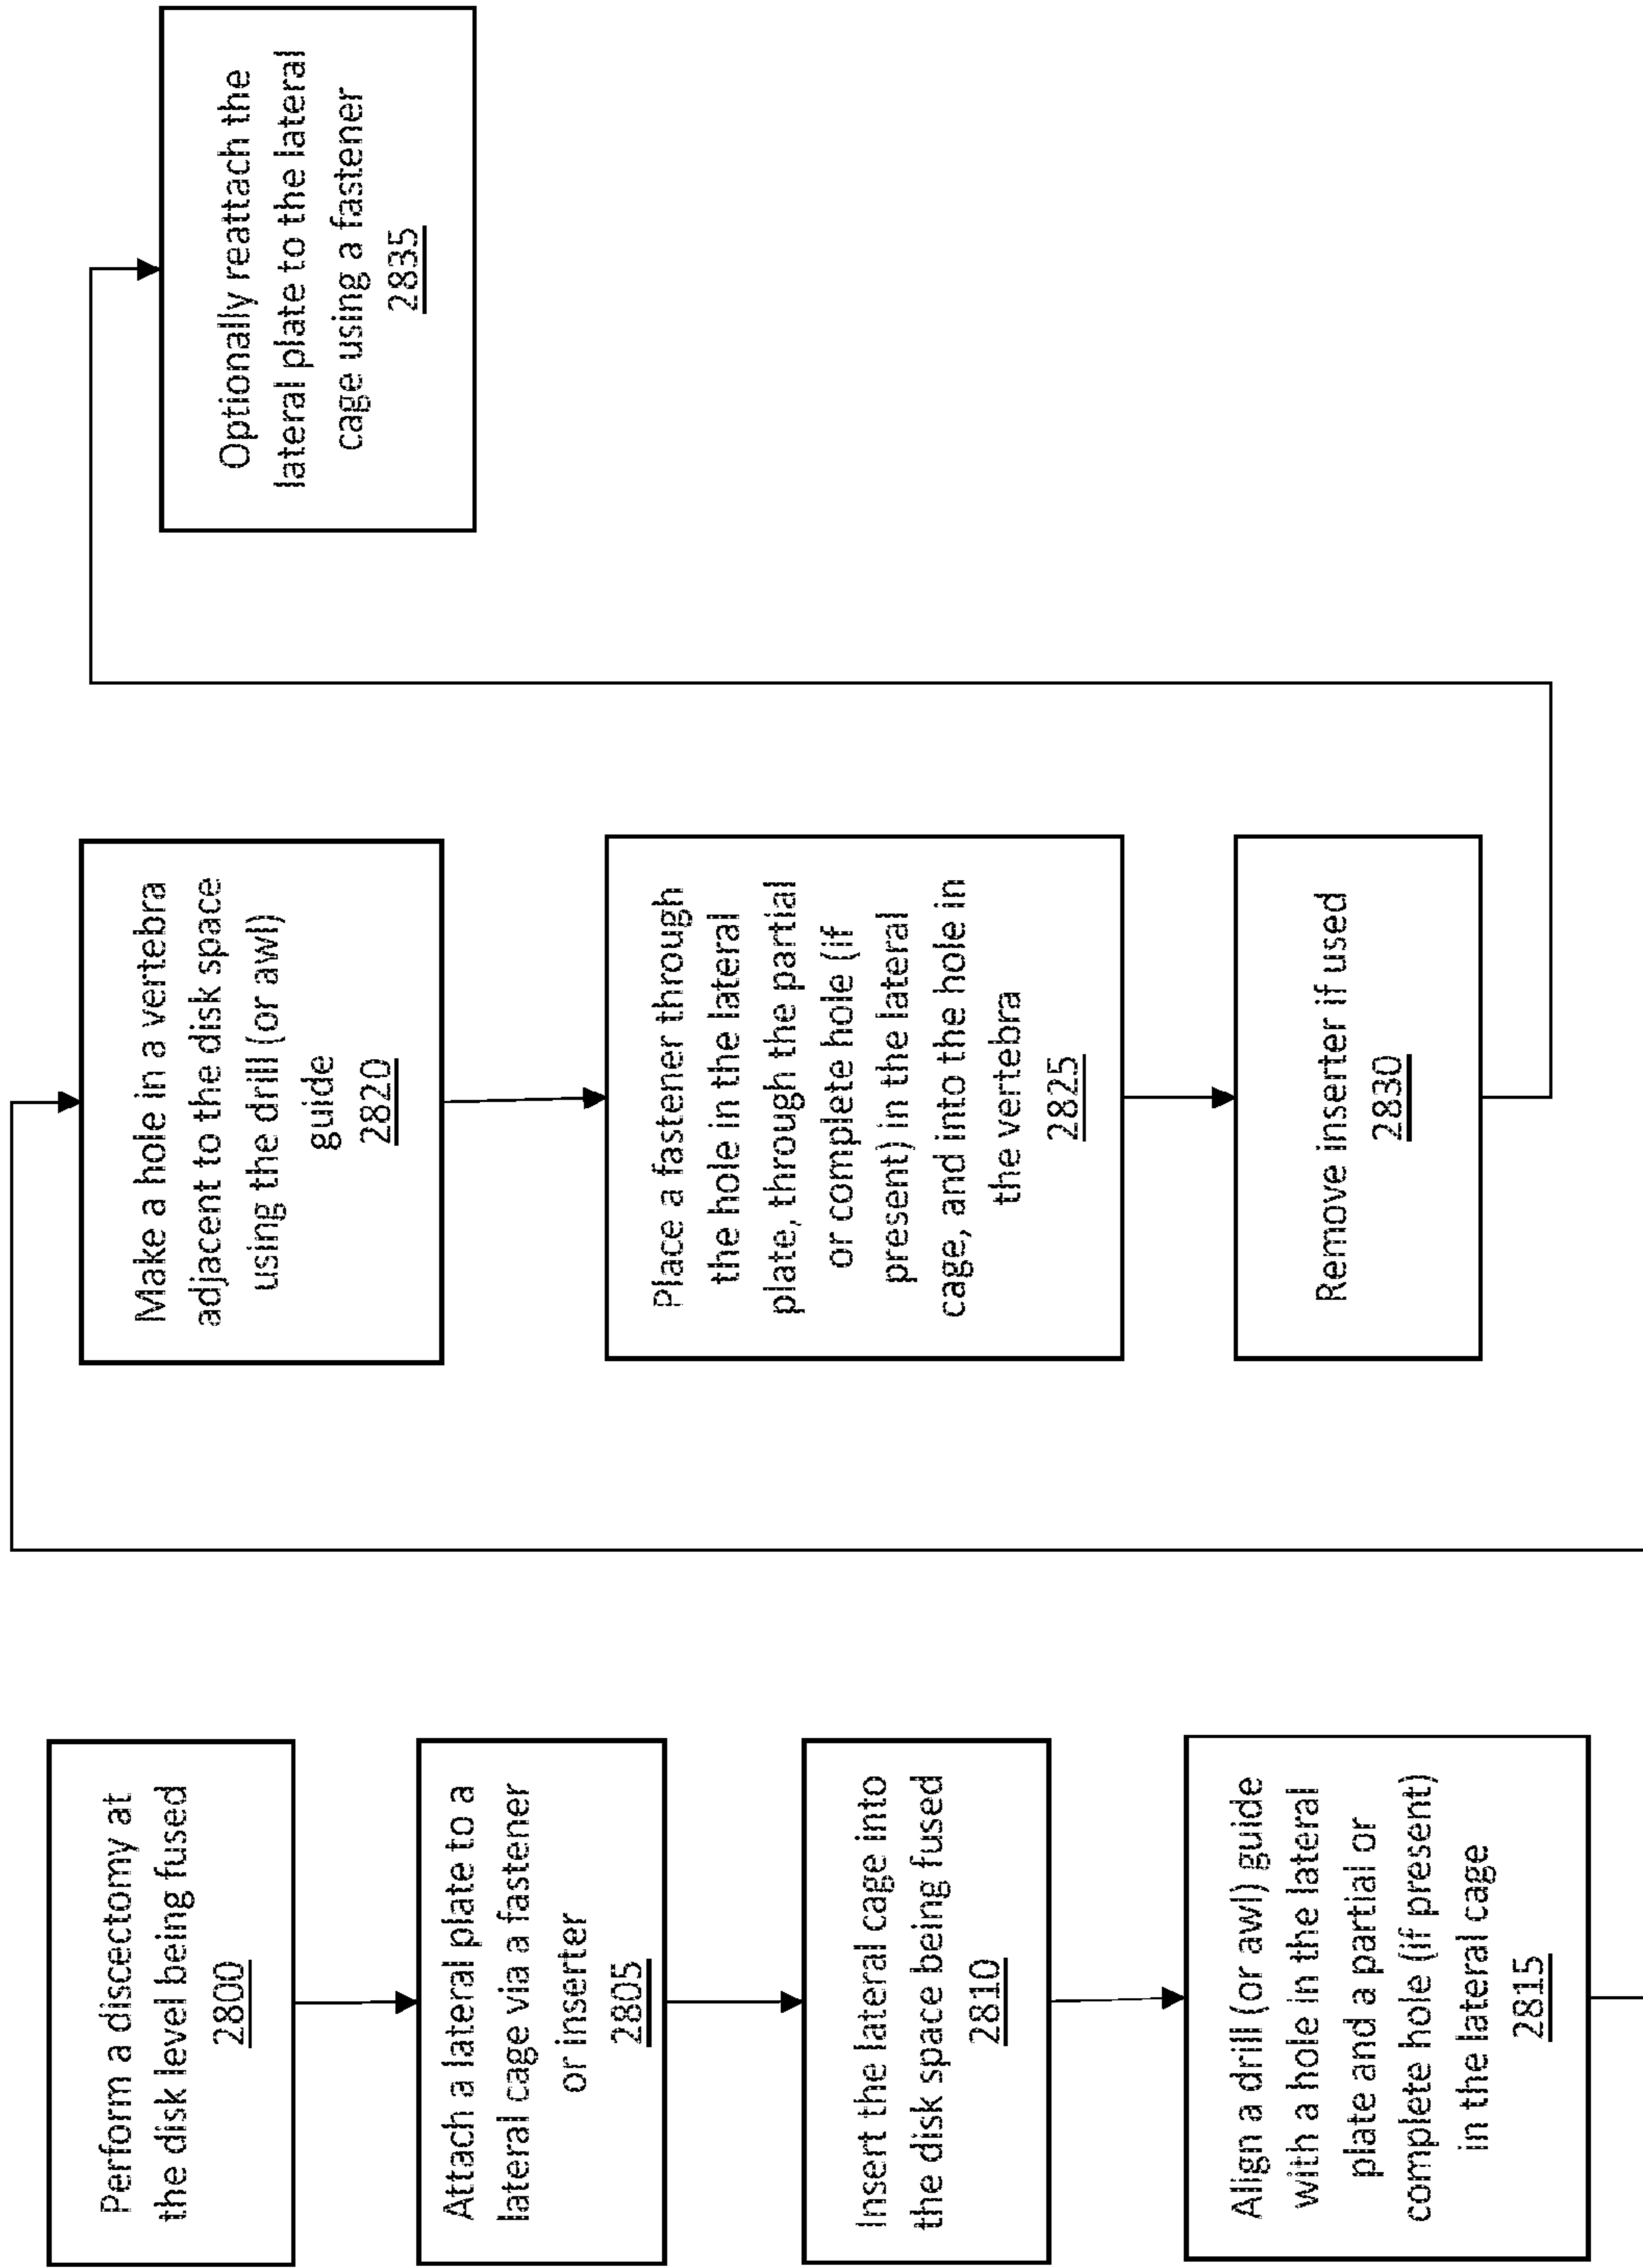 Perform a discectomy at
the disk level being fused
2800
Attach a lateral plate to a
lateral cage via a fastener
or inserter
2805
Insert the lateral cage into
the disk space being fused
2810
Align a drill (or awl) guide
with a hole in the lateral
plate and a partial or
complete hole (if present)
in the lateral cage
2815
Make a hole in a vertebra
adjacent to the disk space
using the drill (or awl)
guide
2820
Place a fastener through
the hole in the lateral
plate, through the partial
or complete hole (if
present) in the lateral
cage, and into the hole in
the vertebra
2825
Remove inserter if used
2830
Optionally reattach the
lateral plate to the lateral
cage using a fastener
2835